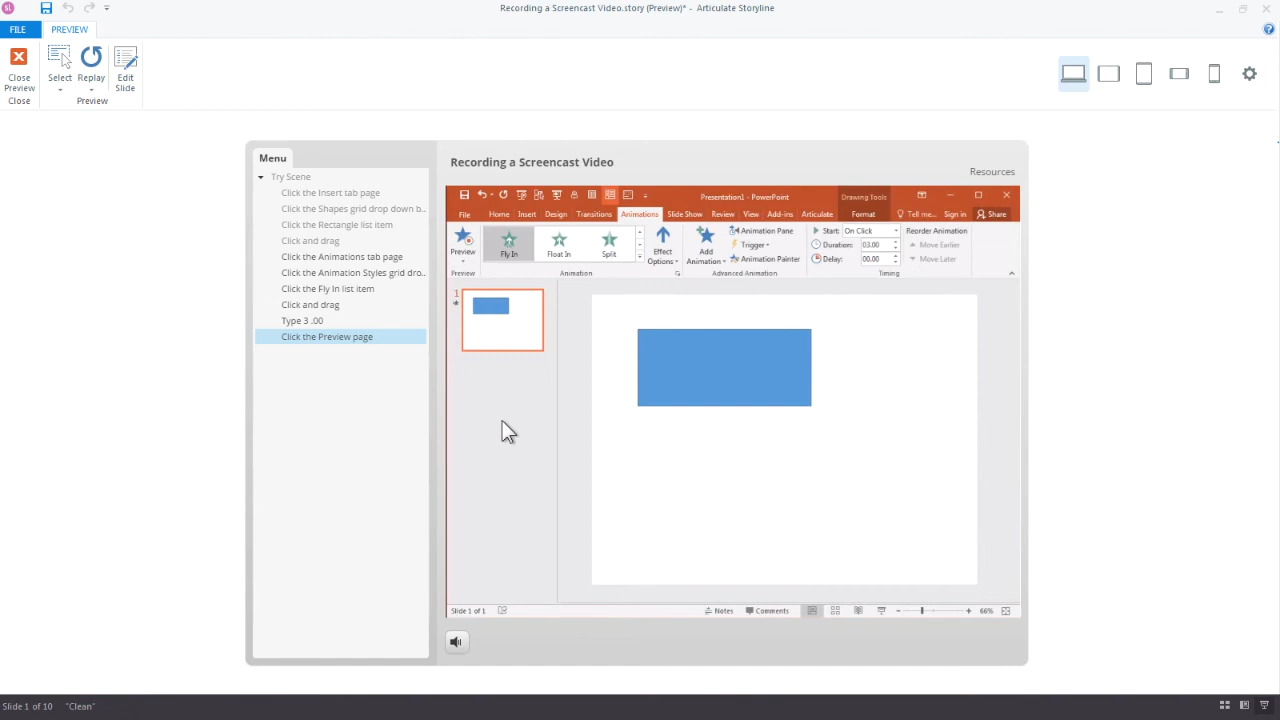 Recording a Screencast Video.story (Preview)* - Articulate Storyline
FILE
PREVIEW
Close Preview
Select
Replay
Edit Slide
Close
Preview
Menu
Try Scene
Click the Insert tab page
Click the Shapes grid drop down b..
Click the Rectangle list item
Click and drag
Click the Animations tab page
Click the Animation Styles grid dro..
Click the Fly In list item
Click and drag
Type 3 .00
Click the Preview page
Recording a Screencast Video
Resources
Presentation1 - PowerPoint
Drawing Tools
File
Home
Insert
Design
Transitions
Animations
Slide Show
Review
View
Add-ins
Articulate
Format
Tell me...
Sign in
Share
Preview
Fly In
Float In
Split
Effect Options
Add Animation
Animation Pane
Trigger
Animation Painter
Start: On Click
Duration: 03.00
Delay: 00.00
Reorder Animation
Move Earlier
Move Later
Preview
Animation
Advanced Animation
Timing
1
Slide 1 of 1
Notes
Comments
66%
Slide 1 of 10
"Clean"